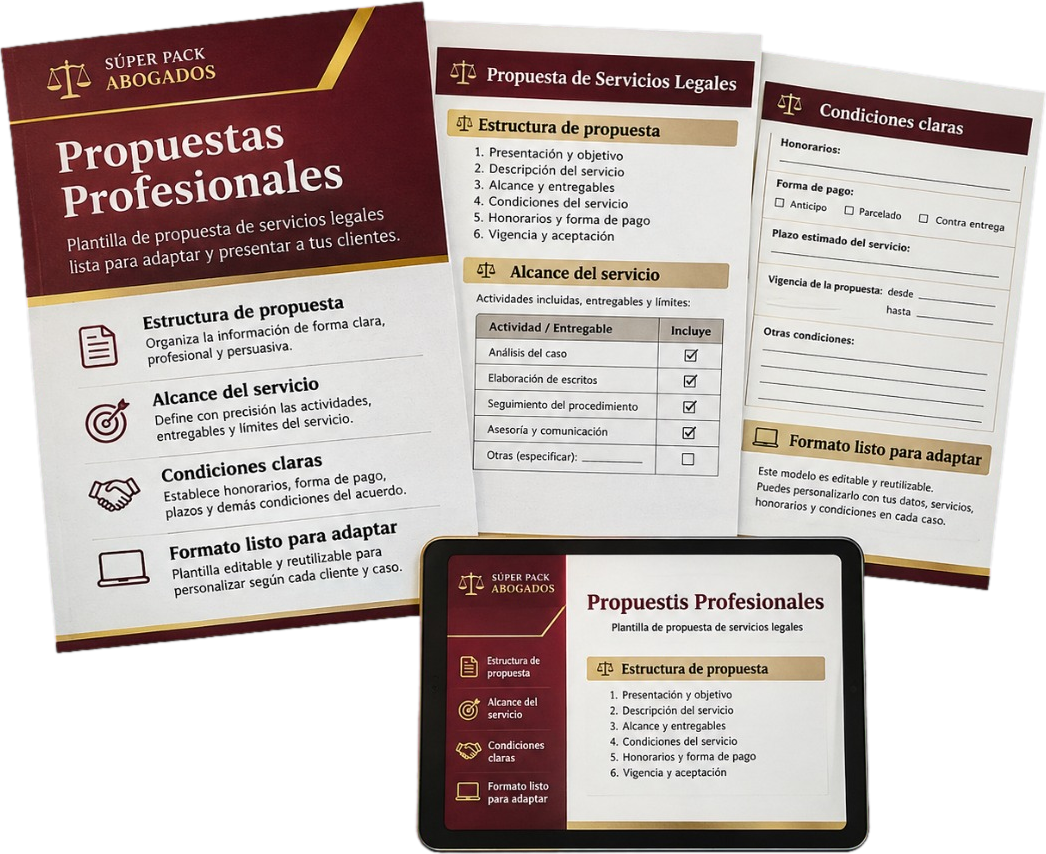 SÚPER PACK
ABOGADOS
Propuestas
Profesionales
Plantilla de propuesta de servicios legales
lista para adaptar y presentar a tus clientes.
Estructura de propuesta
Organiza la información de forma clara,
profesional y persuasiva.
Alcance del servicio
Define con precisión las actividades,
entregables y límites del servicio.
Condiciones claras
Establece honorarios, forma de pago,
plazos y demás condiciones del acuerdo.
Formato listo para adaptar
Plantilla editable y reutilizable para
personalizar según cada cliente y caso.
Propuesta de Servicios Legales
Estructura de propuesta
1. Presentación y objetivo
2. Descripción del servicio
3. Alcance y entregables
4. Condiciones del servicio
5. Honorarios y forma de pago
6. Vigencia y aceptación
Alcance del servicio
Actividades incluidas, entregables y límites:
Actividad / Entregable Incluye
Análisis del caso
Elaboración de escritos
Seguimiento del procedimiento
Asesoría y comunicación
Otras (especificar):
Condiciones claras
Honorarios:
Forma de pago:
Anticipo Parcelado Contra entrega
Plazo estimado del servicio:
Vigencia de la propuesta: desde
hasta
Otras condiciones:
Formato listo para adaptar
Este modelo es editable y reutilizable.
Puedes personalizarlo con tus datos, servicios,
honorarios y condiciones en cada caso.
SÚPER PACK
ABOGADOS
Estructura de
propuesta
Alcance del
servicio
Condiciones
claras
Formato listo
para adaptar
Propuestis Profesionales
Plantilla de propuesta de servicios legales
Estructura de propuesta
1. Presentación y objetivo
2. Descripción del servicio
3. Alcance y entregables
4. Condiciones del servicio
5. Honorarios y forma de pago
6. Vigencia y aceptación